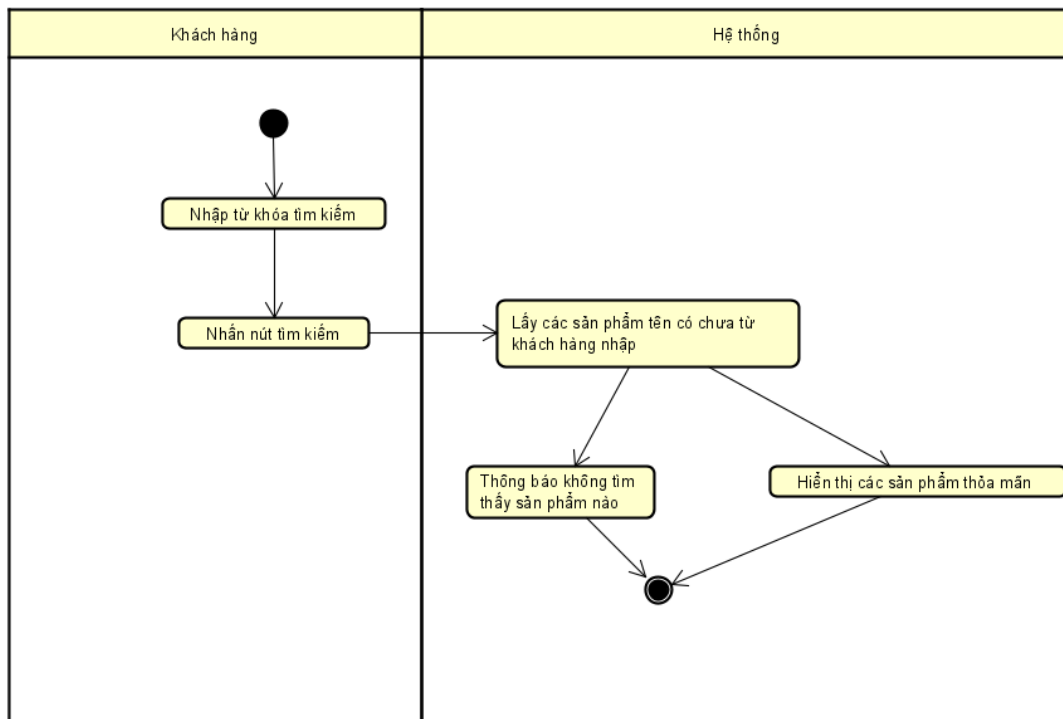 Khách hàng
Hệ thống
Nhập từ khóa tìm kiếm
Nhấn nút tìm kiếm
Lấy các sản phẩm tên có chưa từ
khách hàng nhập
Thông báo không tìm
thấy sản phẩm nào
Hiển thị các sản phẩm thỏa mãn